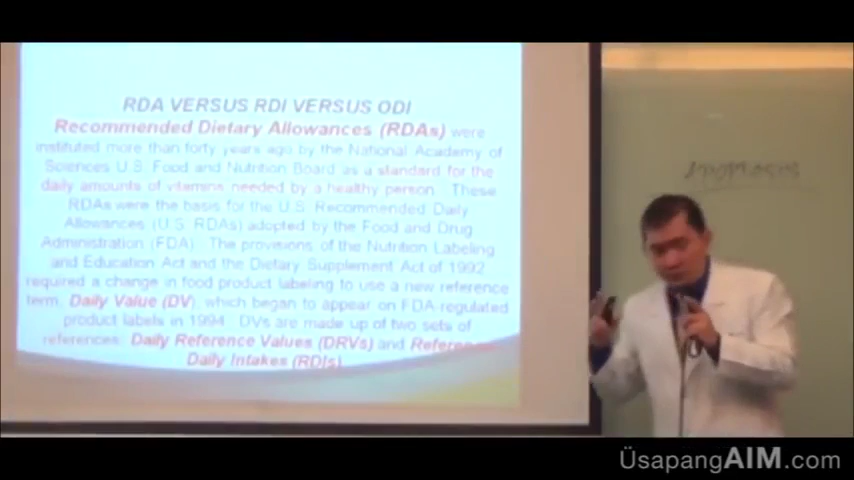 RDA VERSUS RDI VERSUS ODI
Recommended Dietary Allowances (RDAs) were
instituted more than forty years ago by the National Academy of
Sciences U.S. Food and Nutrition Board as a standard for the
daily amounts of vitamins needed by a healthy person. These
RDAs were the basis for the U.S. Recommended Daily
Allowances (U.S. RDAs) adopted by the Food and Drug
Administration (FDA). The provisions of the Nutrition Labeling
and Education Act and the Dietary Supplement Act of 1992
required a change in food product labeling to use a new reference
term, Daily Value (DV), which began to appear on FDA-regulated
product labels in 1994. DVs are made up of two sets of
references: Daily Reference Values (DRVs) and Reference
Daily Intakes (RDIs).
Apoptosis
ÜsapangAIM.com